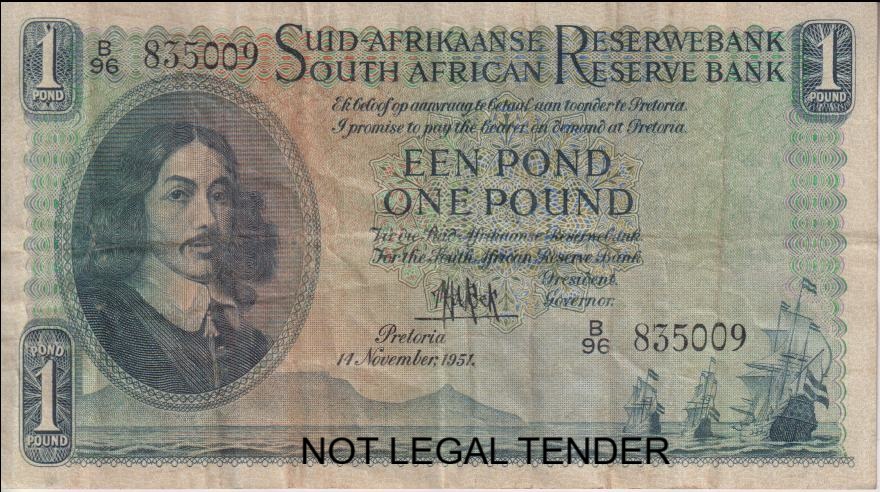 1
POND
B
96 835009
SUID-AFRIKAANSE RESERWEBANK
SOUTH AFRICAN RESERVE BANK
1
POUND
Ek beloof op aanvraag te betaal aan toonder te Pretoria.
I promise to pay the bearer on demand at Pretoria.
EEN POND
ONE POUND
Vir die Suid-Afrikaanse Reserwebank
For the South African Reserve Bank
President.
Governor.
Pretoria
14 November, 1951.
B
96 835009
POND
1
POUND
NOT LEGAL TENDER